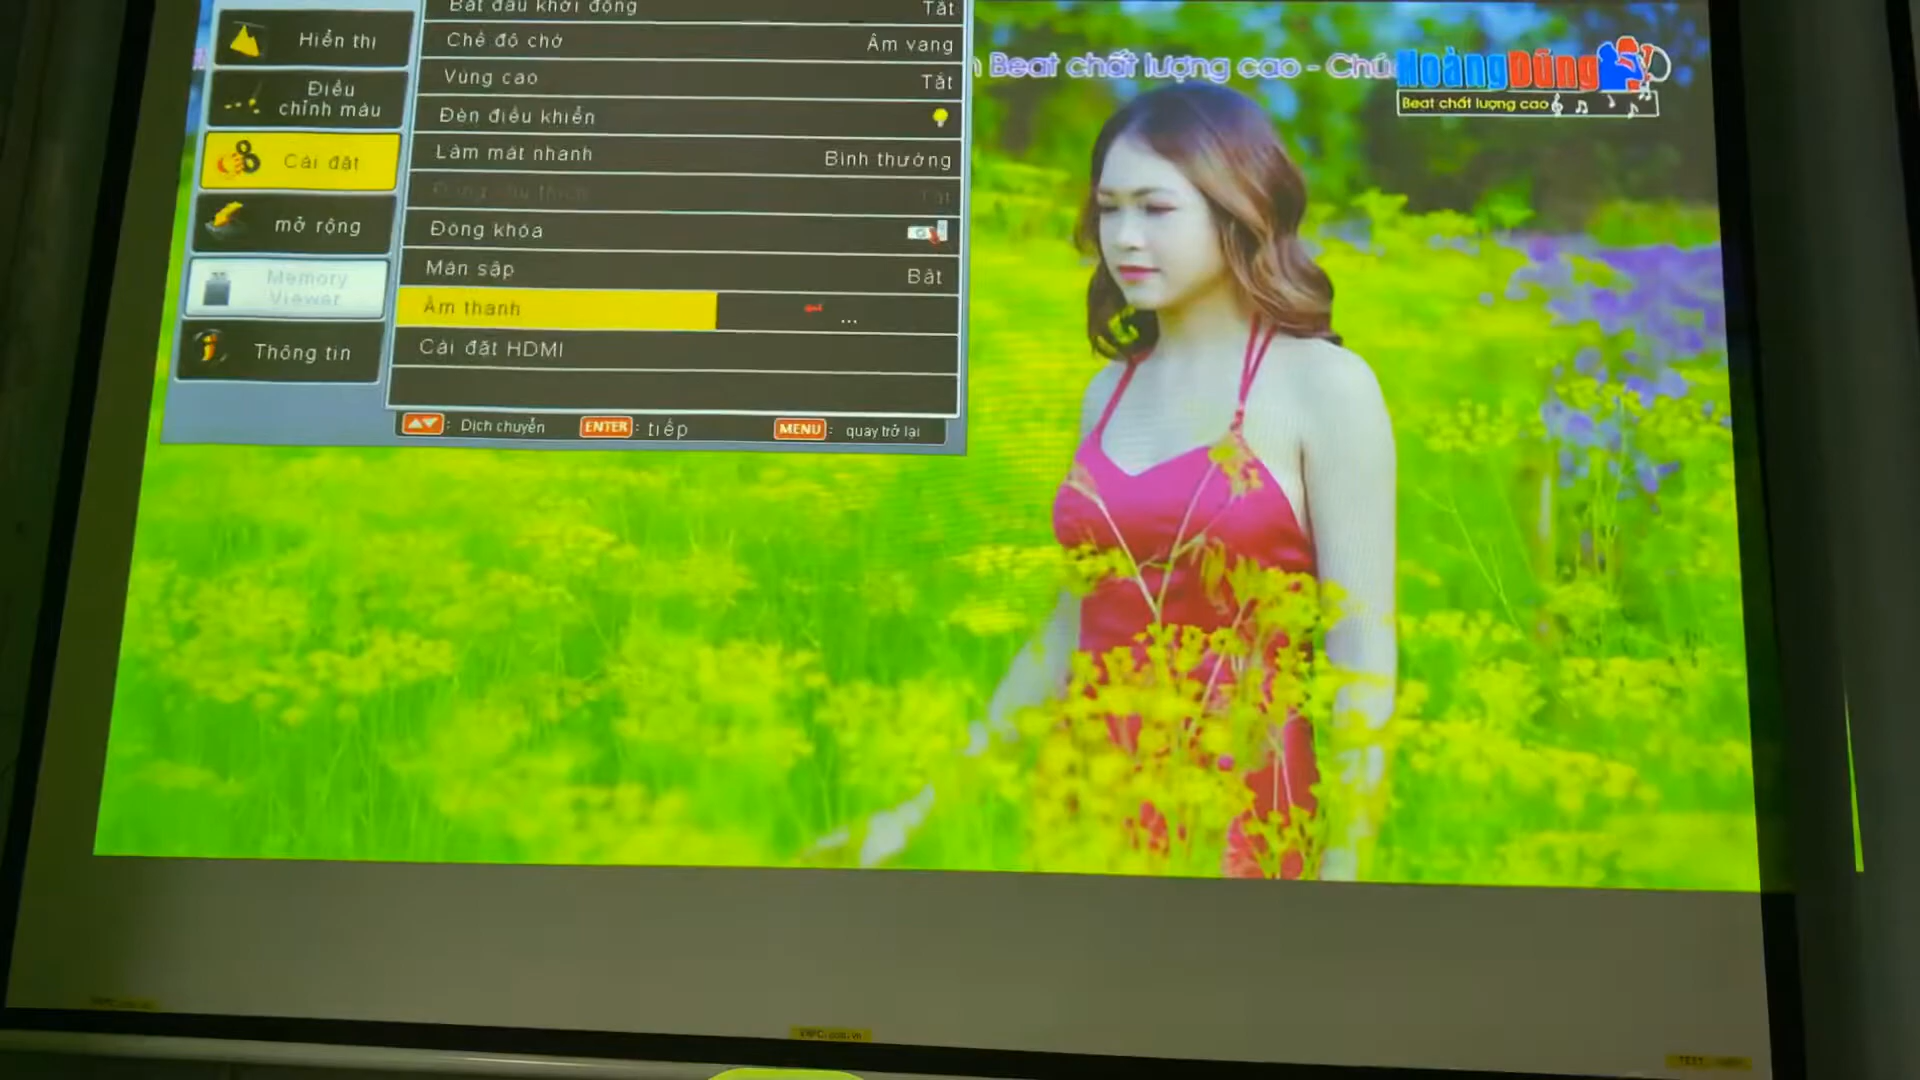 Bắt đầu khởi động Tắt
Hiển thị
Chế độ chờ Âm vang
Beat chất lượng cao - Chú
HoàngDũng
Beat chất lượng cao
Vùng cao Tắt
Điều
chỉnh màu
Đèn điều khiển
Làm mát nhanh Bình thường
Cài đặt
Tắt
mở rộng
Đóng khóa
Màn sập Bật
Memory
Viewer
Âm thanh ...
Thông tin
Cài đặt HDMI
: Dịch chuyển ENTER : tiếp MENU : quay trở lại